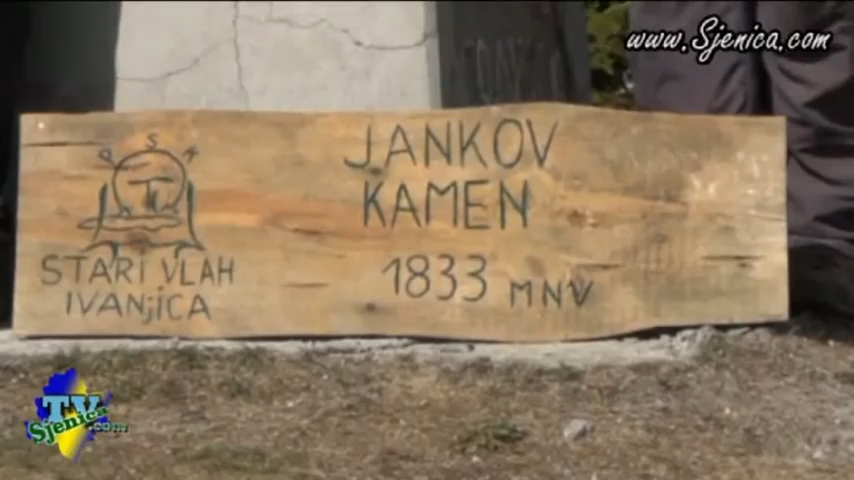 www.Sjenica.com
JANKOV
KAMEN
1833 MNV
P S A
STARI VLAH
IVANJICA
TV
Sjenica
.com